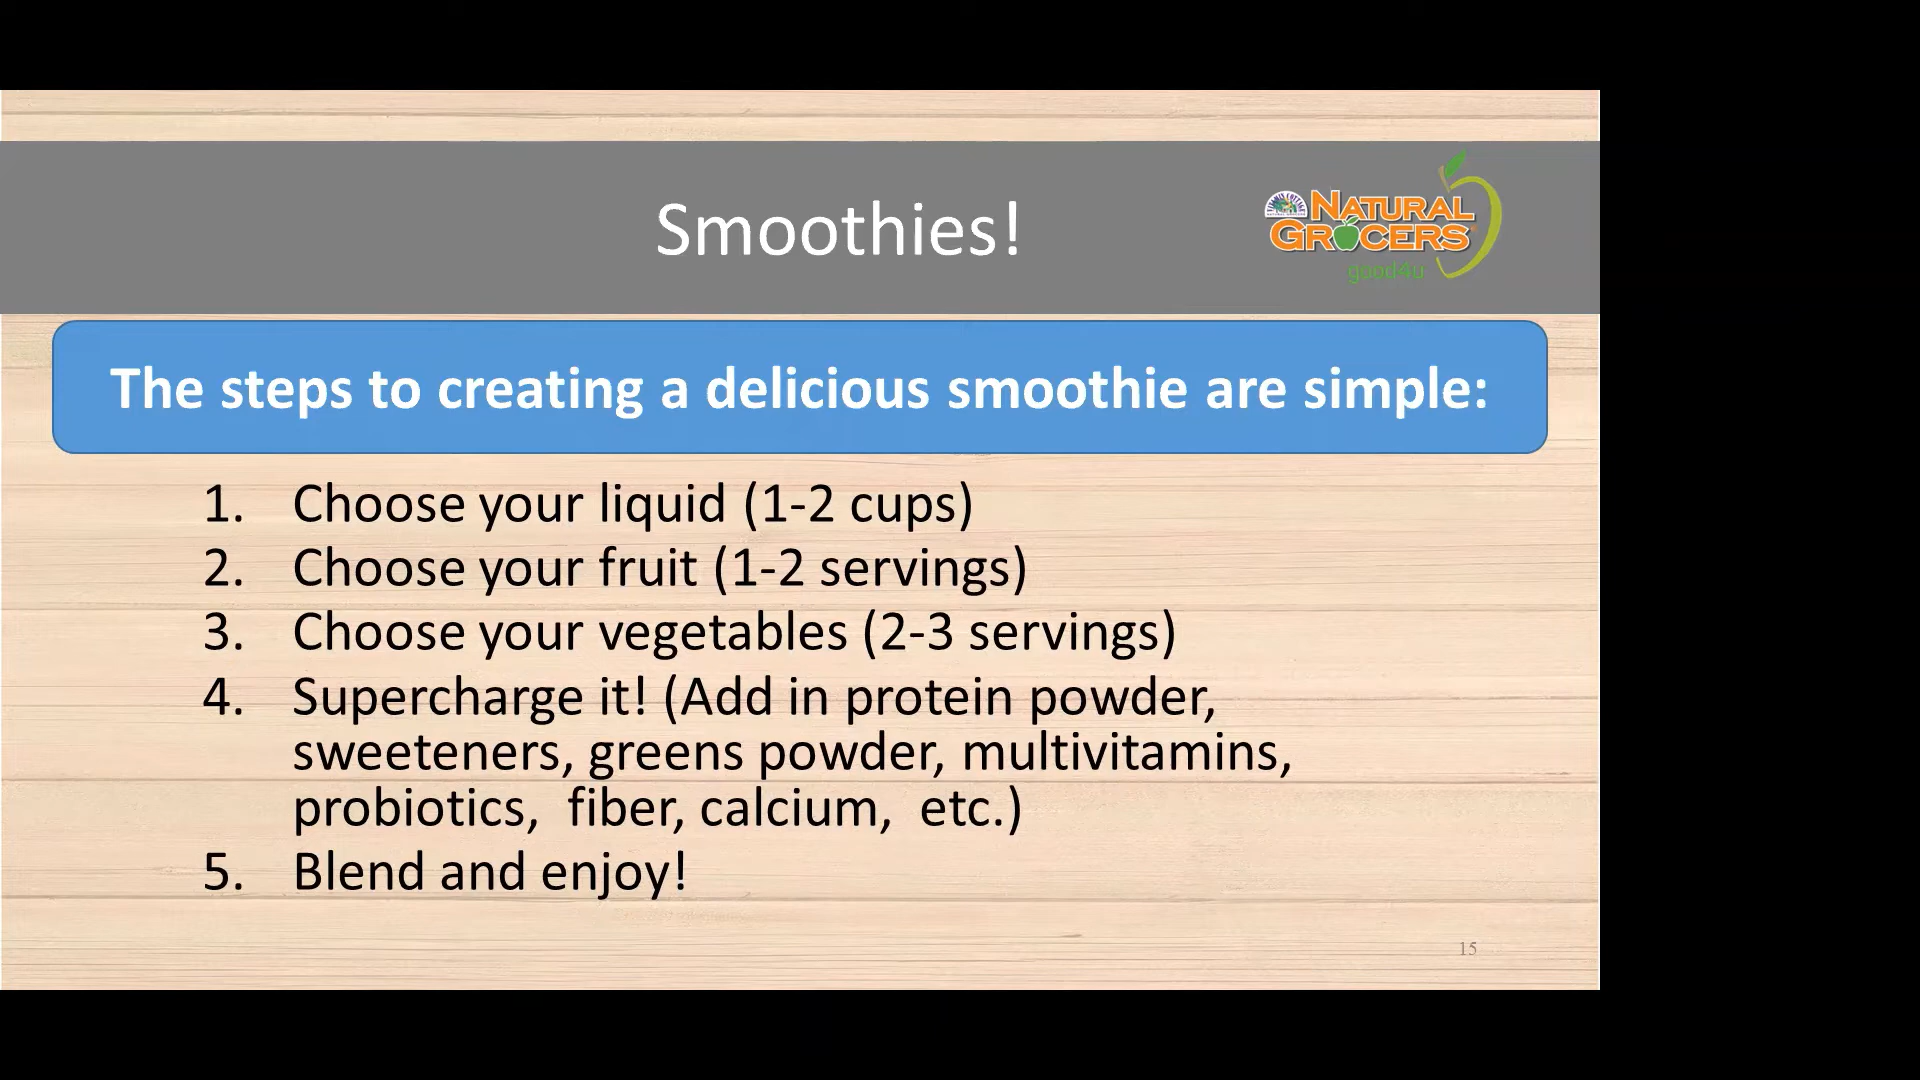 Smoothies!
NATURAL
GROCERS
good4u
The steps to creating a delicious smoothie are simple:
1. Choose your liquid (1-2 cups)
2. Choose your fruit (1-2 servings)
3. Choose your vegetables (2-3 servings)
4. Supercharge it! (Add in protein powder,
sweeteners, greens powder, multivitamins,
probiotics, fiber, calcium, etc.)
5. Blend and enjoy!
15